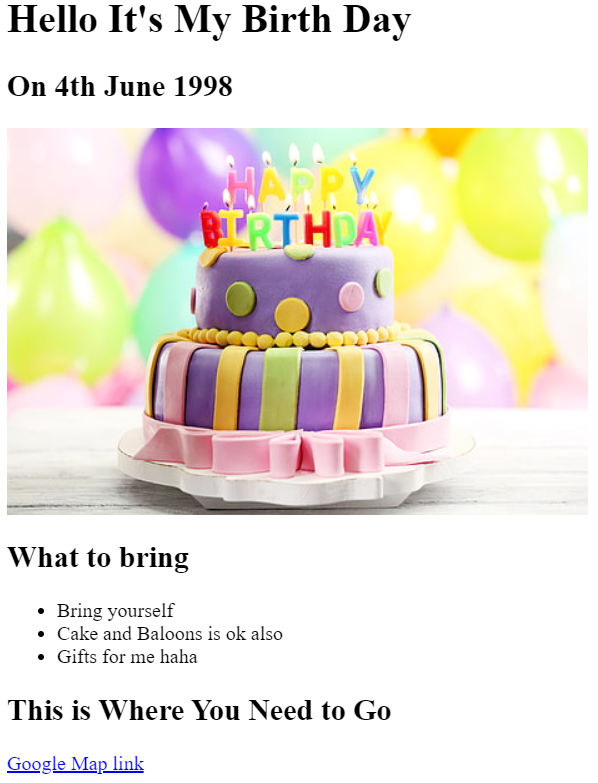 Hello It's My Birth Day
On 4th June 1998
HAPPY
BIRTHDAY
What to bring
Bring yourself
Cake and Baloons is ok also
Gifts for me haha
This is Where You Need to Go
Google Map link